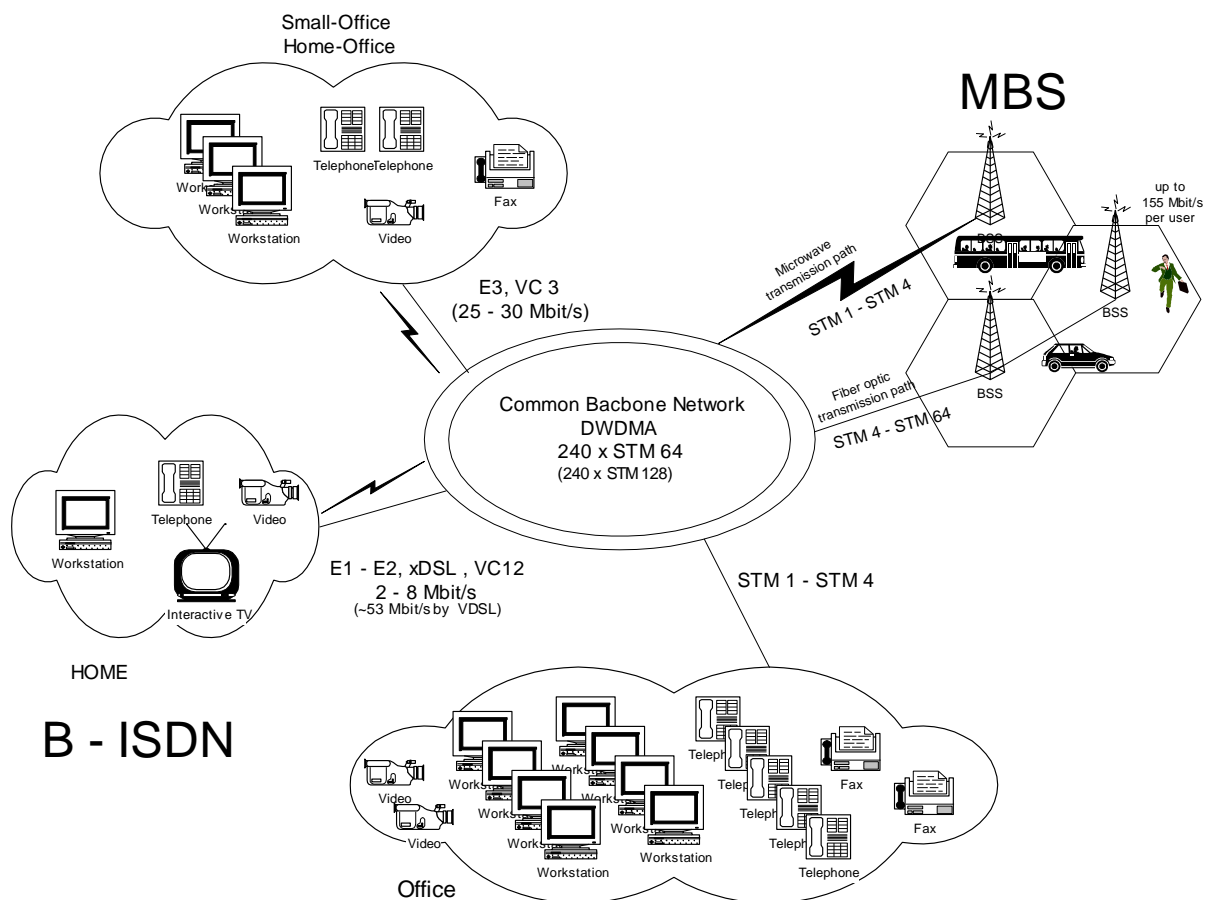 Small-Office
Home-Office
Telephone
Telephone
Fax
Video
Workstation
MBS
up to
155 Mbit/s
per user
BSS
BSS
Microwave
transmission path
STM 1 - STM 4
Fiber optic
transmission path
STM 4 - STM 64
E3, VC 3
(25 - 30 Mbit/s)
Common Bacbone Network
DWDMA
240 x STM 64
(240 x STM 128)
Workstation
Telephone
Video
Interactive TV
HOME
E1 - E2, xDSL , VC12
2 - 8 Mbit/s
(~53 Mbit/s by VDSL)
STM 1 - STM 4
B - ISDN
Video
Video
Workstation
Workstation
Telephone
Fax
Fax
Office